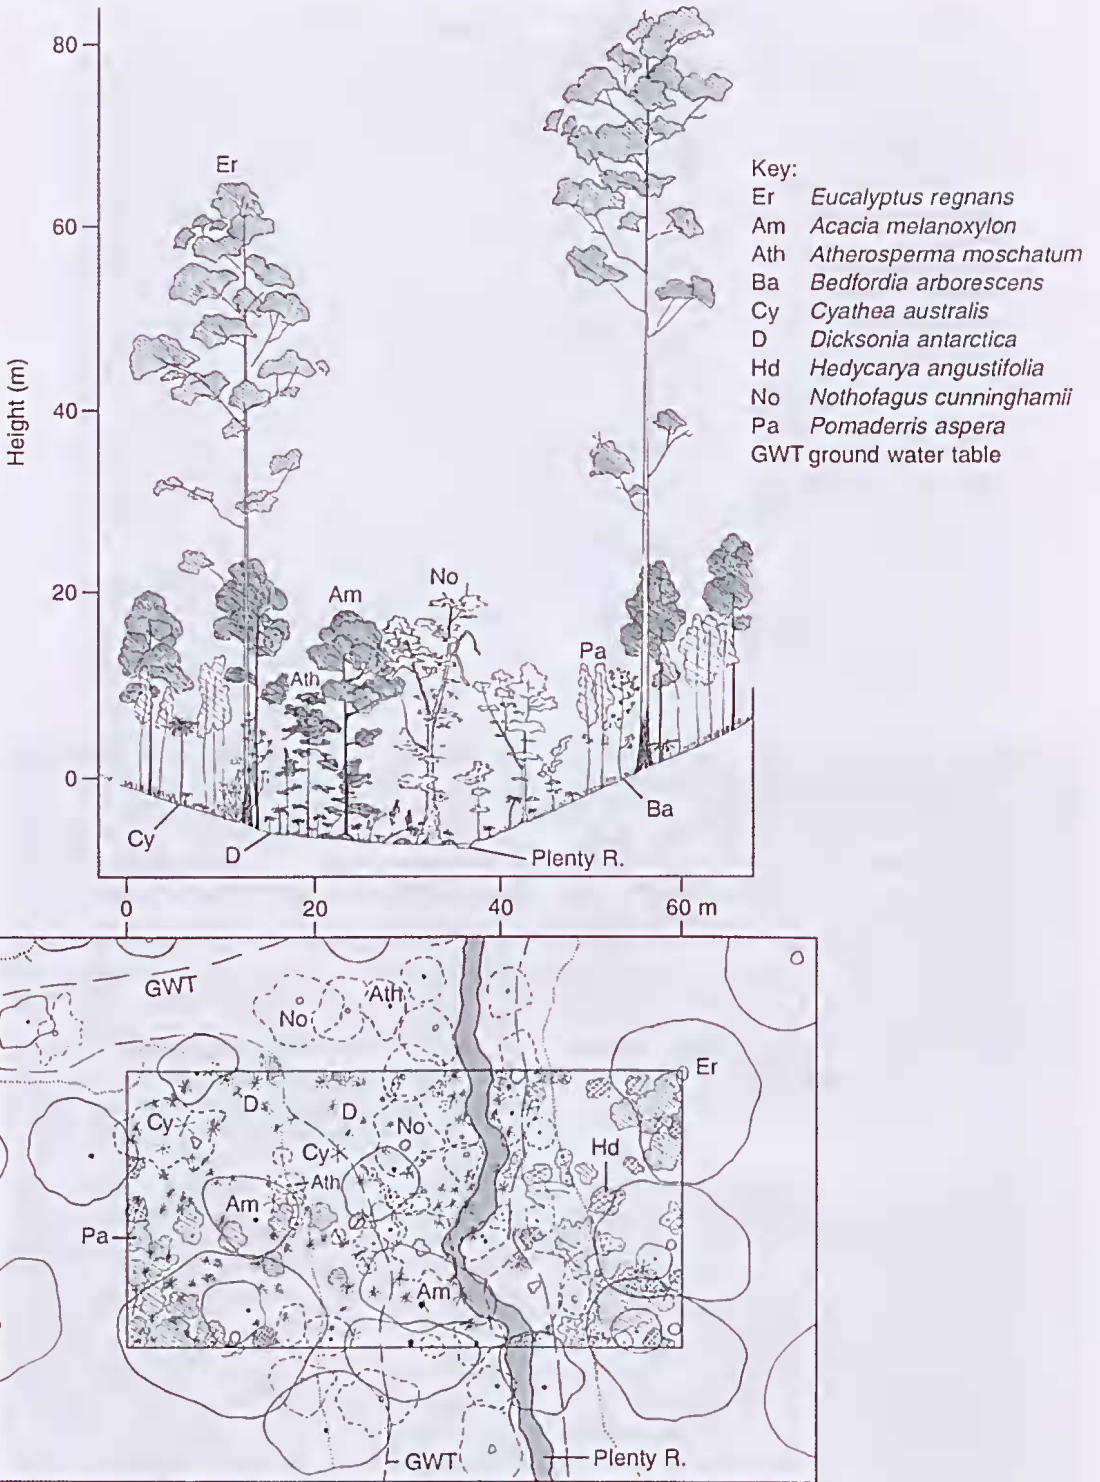 80
60
40
20
0
Height (m)
Er
No
Am
Ath
Pa
Cy
D
Ba
Plenty R.
Key:
Er Eucalyptus regnans
Am Acacia melanoxylon
Ath Atherosperma moschatum
Ba Bedfordia arborescens
Cy Cyathea australis
D Dicksonia antarctica
Hd Hedycarya angustifolia
No Nothofagus cunninghamii
Pa Pomaderris aspera
GWT ground water table
0 20 40 60 m
GWT
Ath
No
Er
D
D
Cy
No
Cy
Hd
Ath
Am
Pa
Am
GWT
Plenty R.